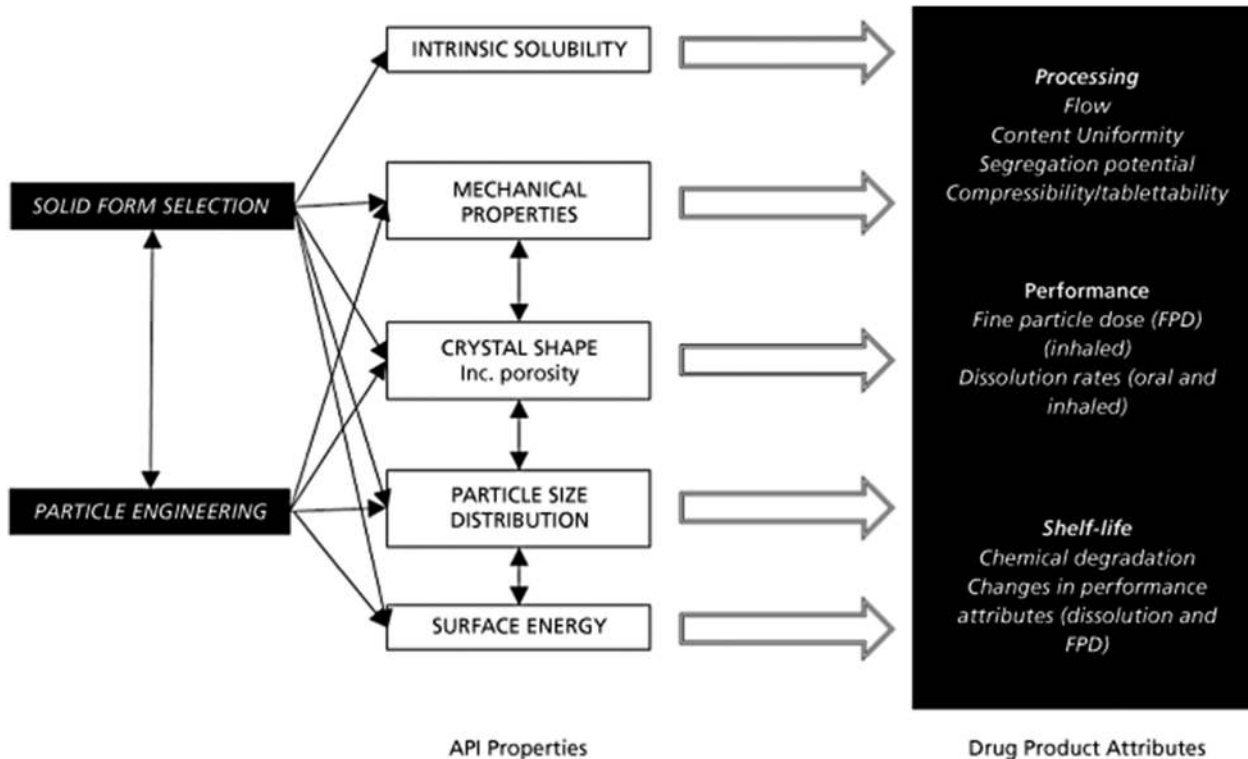 SOLID FORM SELECTION
PARTICLE ENGINEERING
INTRINSIC SOLUBILITY
MECHANICAL
PROPERTIES
CRYSTAL SHAPE
Inc. porosity
PARTICLE SIZE
DISTRIBUTION
SURFACE ENERGY
API Properties
Processing
Flow
Content Uniformity
Segregation potential
Compressibility/tablettability
Performance
Fine particle dose (FPD)
(inhaled)
Dissolution rates (oral and
inhaled)
Shelf-life
Chemical degradation
Changes in performance
attributes (dissolution and
FPD)
Drug Product Attributes